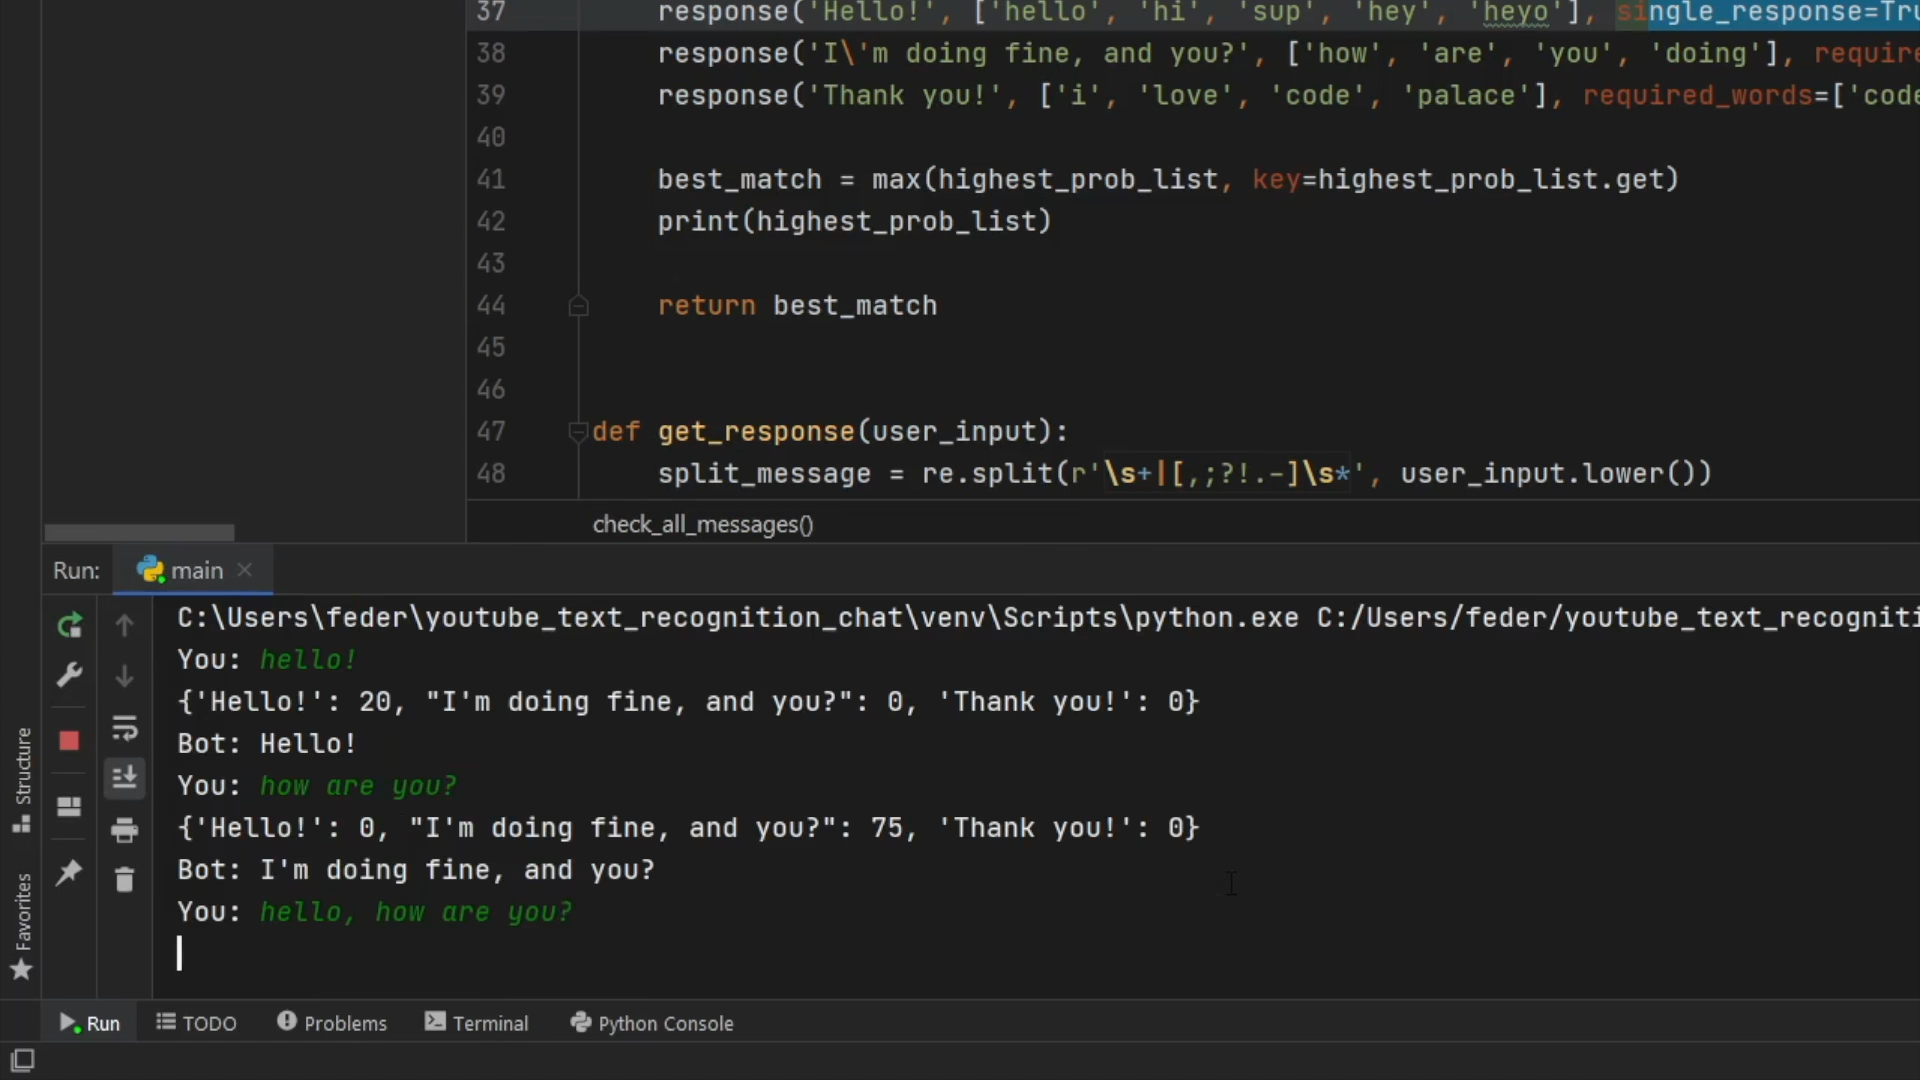 37 response('Hello!', ['hello', 'hi', 'sup', 'hey', 'heyo'], single_response=Tru
38 response('I\'m doing fine, and you?', ['how', 'are', 'you', 'doing'], require
39 response('Thank you!', ['i', 'love', 'code', 'palace'], required_words=['code
40
41 best_match = max(highest_prob_list, key=highest_prob_list.get)
42 print(highest_prob_list)
43
44 return best_match
45
46
47 def get_response(user_input):
48 split_message = re.split(r'\s+|[,;?!.-]\s*', user_input.lower())
check_all_messages()
Run: main
C:\Users\feder\youtube_text_recognition_chat\venv\Scripts\python.exe C:/Users/feder/youtube_text_recogniti
You: hello!
{'Hello!': 20, "I'm doing fine, and you?": 0, 'Thank you!': 0}
Bot: Hello!
You: how are you?
{'Hello!': 0, "I'm doing fine, and you?": 75, 'Thank you!': 0}
Bot: I'm doing fine, and you?
You: hello, how are you?
Structure
Favorites
Run TODO Problems Terminal Python Console